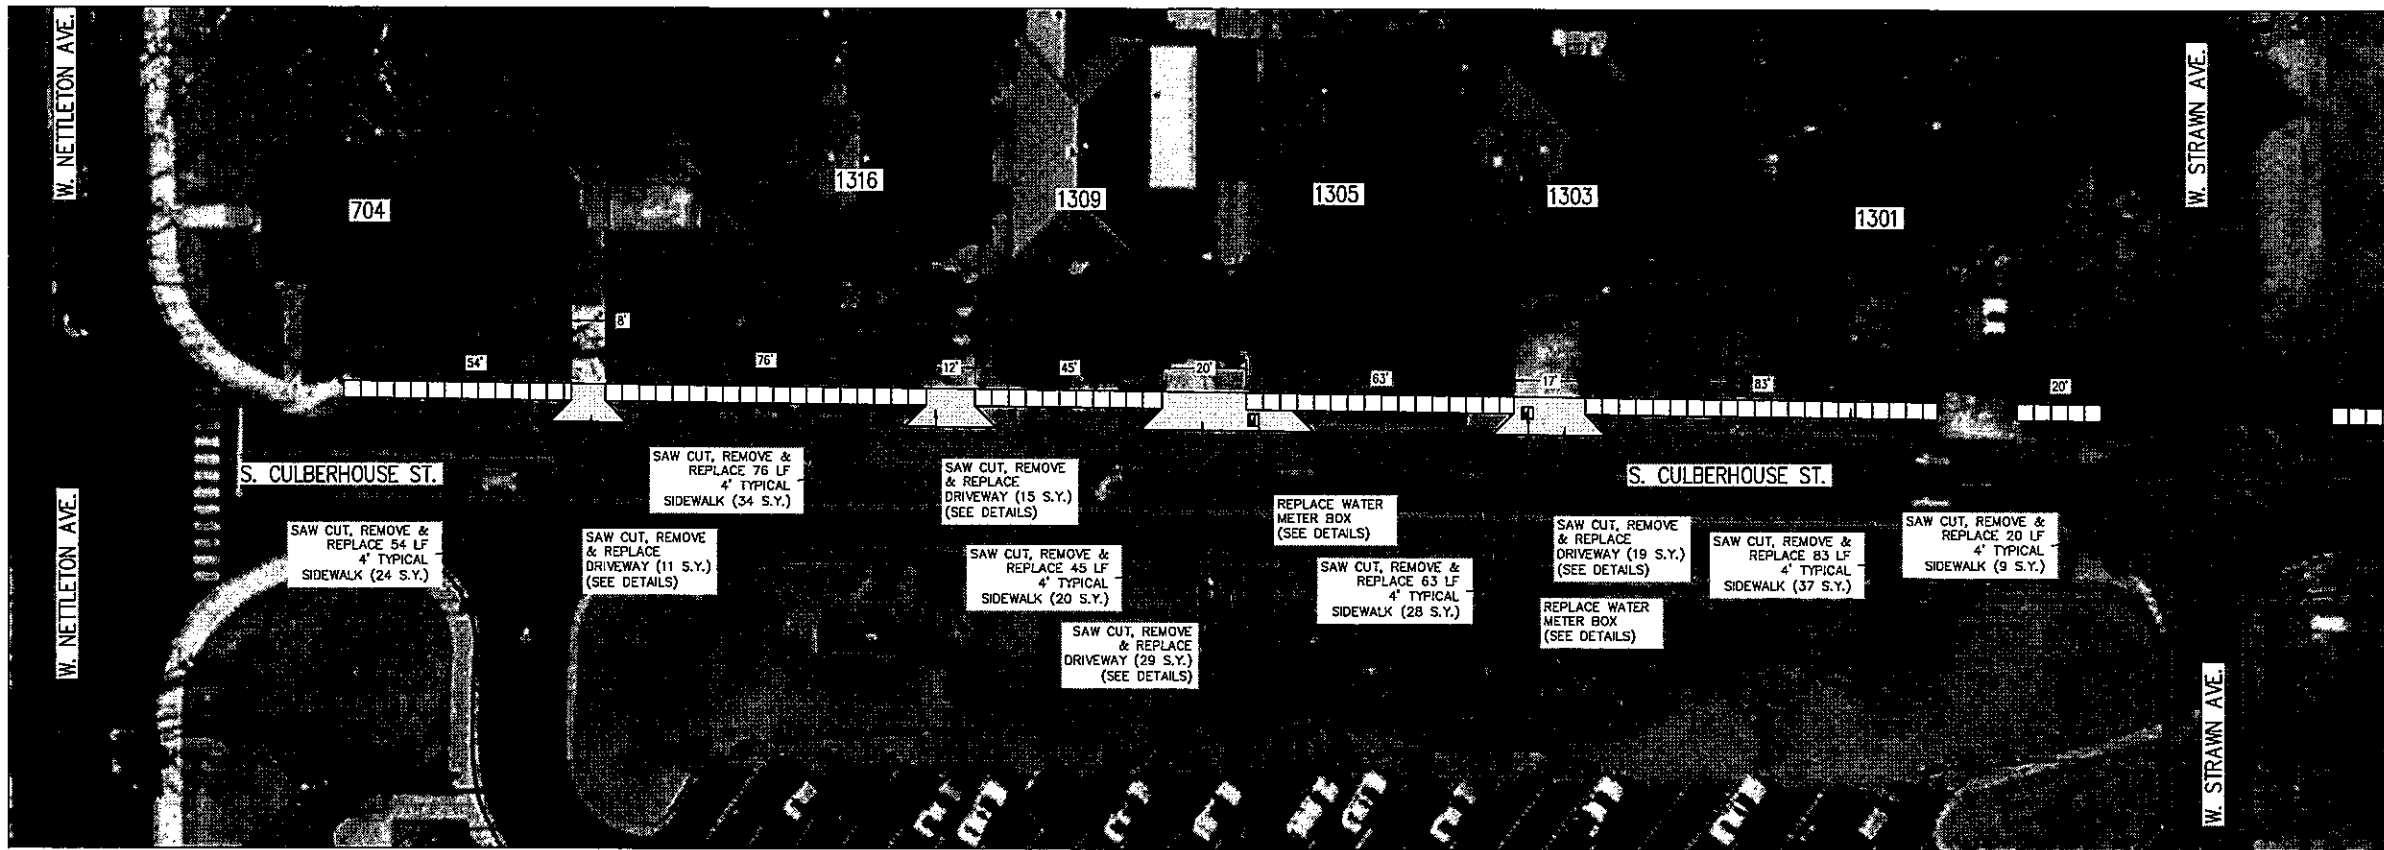 W. NETTLETON AVE.
W. STRAWN AVE.
704
1316
1309
1305
1303
1301
8'
54'
76'
12'
45'
20'
63'
17'
83'
20'
S. CULBERHOUSE ST.
S. CULBERHOUSE ST.
W. NETTLETON AVE.
SAW CUT, REMOVE &
REPLACE 54 LF
4' TYPICAL
SIDEWALK (24 S.Y.)
SAW CUT, REMOVE
& REPLACE
DRIVEWAY (11 S.Y.)
(SEE DETAILS)
SAW CUT, REMOVE &
REPLACE 76 LF
4' TYPICAL
SIDEWALK (34 S.Y.)
SAW CUT, REMOVE
& REPLACE
DRIVEWAY (15 S.Y.)
(SEE DETAILS)
SAW CUT, REMOVE &
REPLACE 45 LF
4' TYPICAL
SIDEWALK (20 S.Y.)
SAW CUT, REMOVE
& REPLACE
DRIVEWAY (29 S.Y.)
(SEE DETAILS)
REPLACE WATER
METER BOX
(SEE DETAILS)
SAW CUT, REMOVE &
REPLACE 63 LF
4' TYPICAL
SIDEWALK (28 S.Y.)
SAW CUT, REMOVE
& REPLACE
DRIVEWAY (19 S.Y.)
(SEE DETAILS)
REPLACE WATER
METER BOX
(SEE DETAILS)
SAW CUT, REMOVE &
REPLACE 83 LF
4' TYPICAL
SIDEWALK (37 S.Y.)
SAW CUT, REMOVE &
REPLACE 20 LF
4' TYPICAL
SIDEWALK (9 S.Y.)
W. STRAWN AVE.